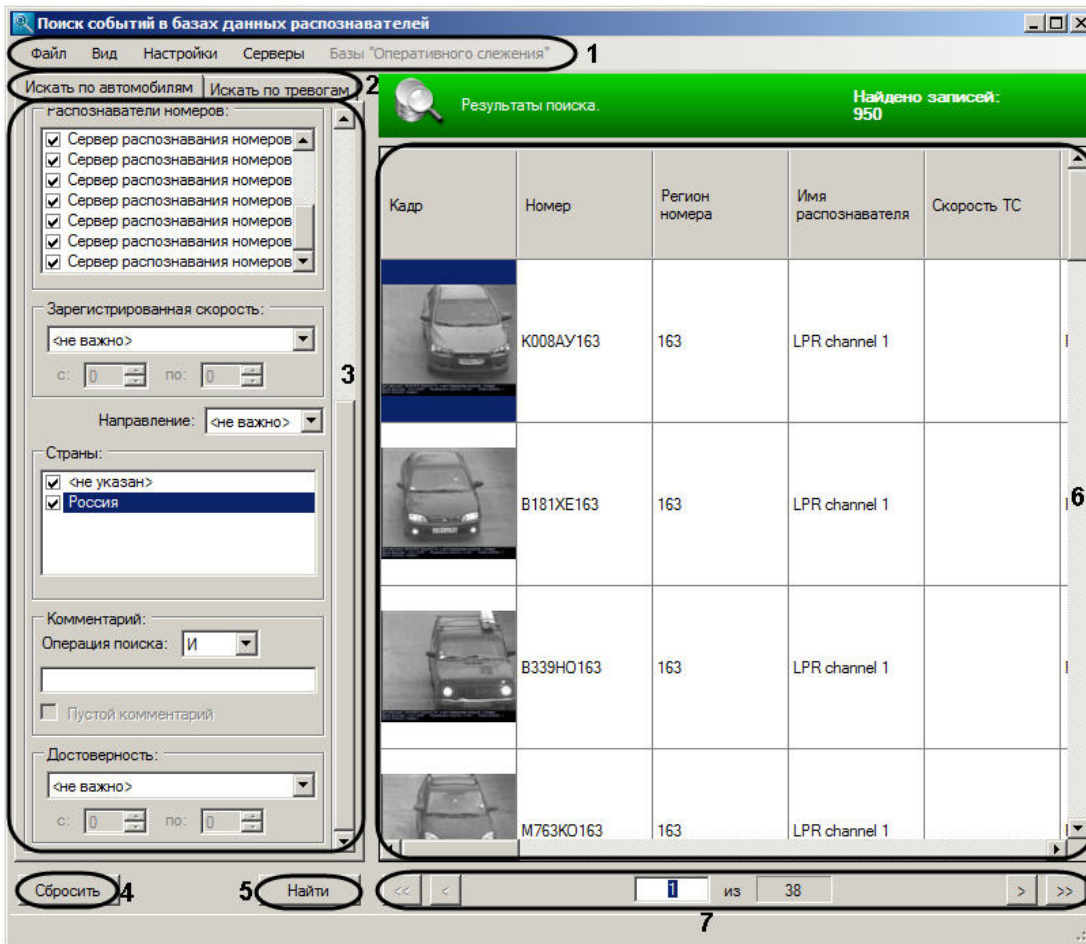 Поиск событий в базах данных распознавателей
Файл Вид Настройки Серверы Базы "Оперативного слежения" 1
Искать по автомобилям Искать по тревогам 2
Распознаватели номеров:
Сервер распознавания номеров
Сервер распознавания номеров
Сервер распознавания номеров
Сервер распознавания номеров
Сервер распознавания номеров
Сервер распознавания номеров
Сервер распознавания номеров
Зарегистрированная скорость:
<не важно>
с: 0 по: 0
3
Направление: <не важно>
Страны:
<не указан>
Россия
Комментарий:
Операция поиска: И
Пустой комментарий
Достоверность:
<не важно>
с: 0 по: 0
Сбросить 4
5 Найти
Результаты поиска.
Найдено записей:
950
Кадр Номер Регион номера Имя распознавателя Скорость ТС
К008АУ163 163 LPR channel 1
В181ХЕ163 163 LPR channel 1
6
В339НО163 163 LPR channel 1
М763КО163 163 LPR channel 1
<< < 1 из 38 > >>
7